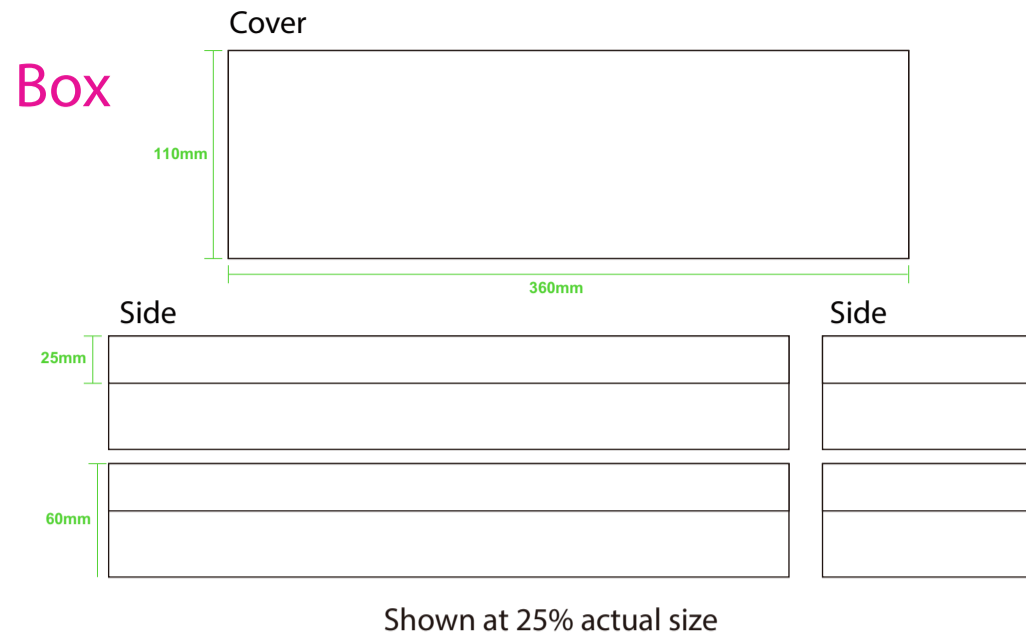 Cover
Box
110mm
360mm
Side
Side
25mm
60mm
Shown at 25% actual size